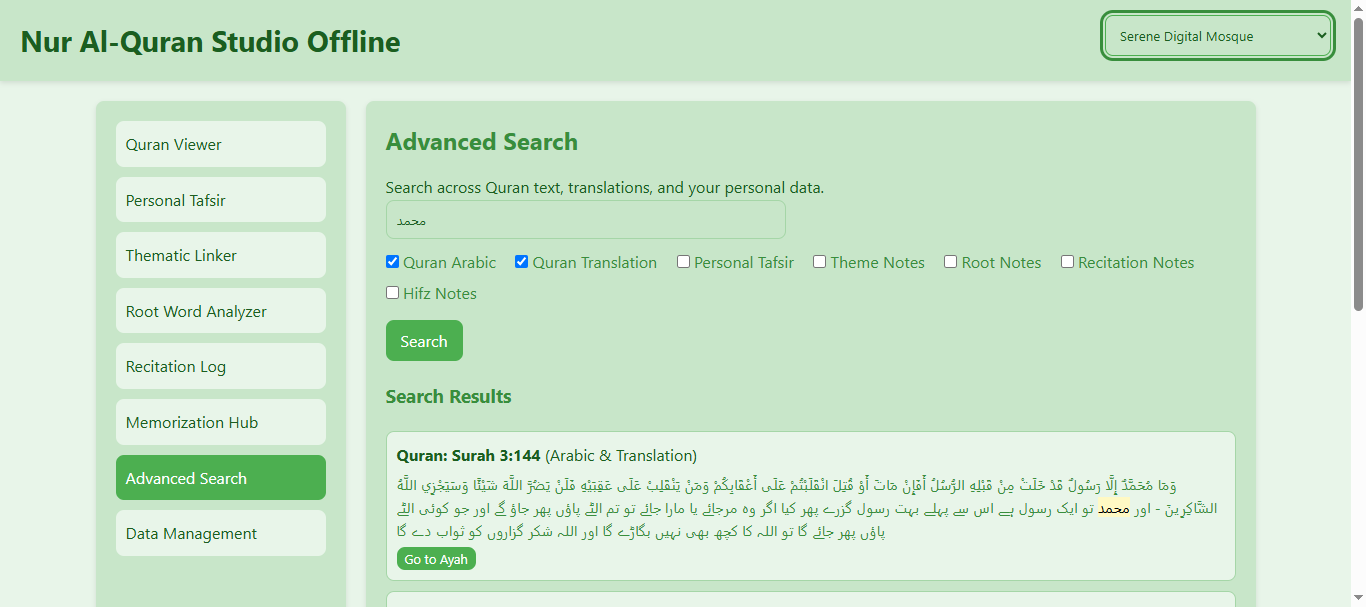 Nur Al-Quran Studio Offline
Serene Digital Mosque
Quran Viewer
Personal Tafsir
Thematic Linker
Root Word Analyzer
Recitation Log
Memorization Hub
Advanced Search
Data Management
Advanced Search
Search across Quran text, translations, and your personal data.
محمد
Quran Arabic
Quran Translation
Personal Tafsir
Theme Notes
Root Notes
Recitation Notes
Hifz Notes
Search
Search Results
Quran: Surah 3:144 (Arabic & Translation)
وَمَا مُحَمَّدٌ إِلَّا رَسُولٌ قَدْ خَلَتْ مِنْ قَبْلِهِ الرُّسُلُ أَفَإِنْ مَاتَ أَوْ قُتِلَ انْقَلَبْتُمْ عَلَى أَعْقَابِكُمْ وَمَنْ يَنْقَلِبْ عَلَى عَقِبَيْهِ فَلَنْ يَضُرَّ اللَّهَ شَيْئًا وَسَيَجْزِي اللَّهُ
الشَّاكِرِينَ - اور محمد تو ایک رسول ہے اس سے پہلے بہت رسول گزرے پھر کیا اگر وہ مرجائے یا مارا جائے تو تم الٹے پاؤں پھر جاؤ گے اور جو کوئی الٹے
پاؤں پھر جائے گا تو اللہ کا کچھ بھی نہیں بگاڑے گا اور اللہ شکر گزاروں کو ثواب دے گا
Go to Ayah